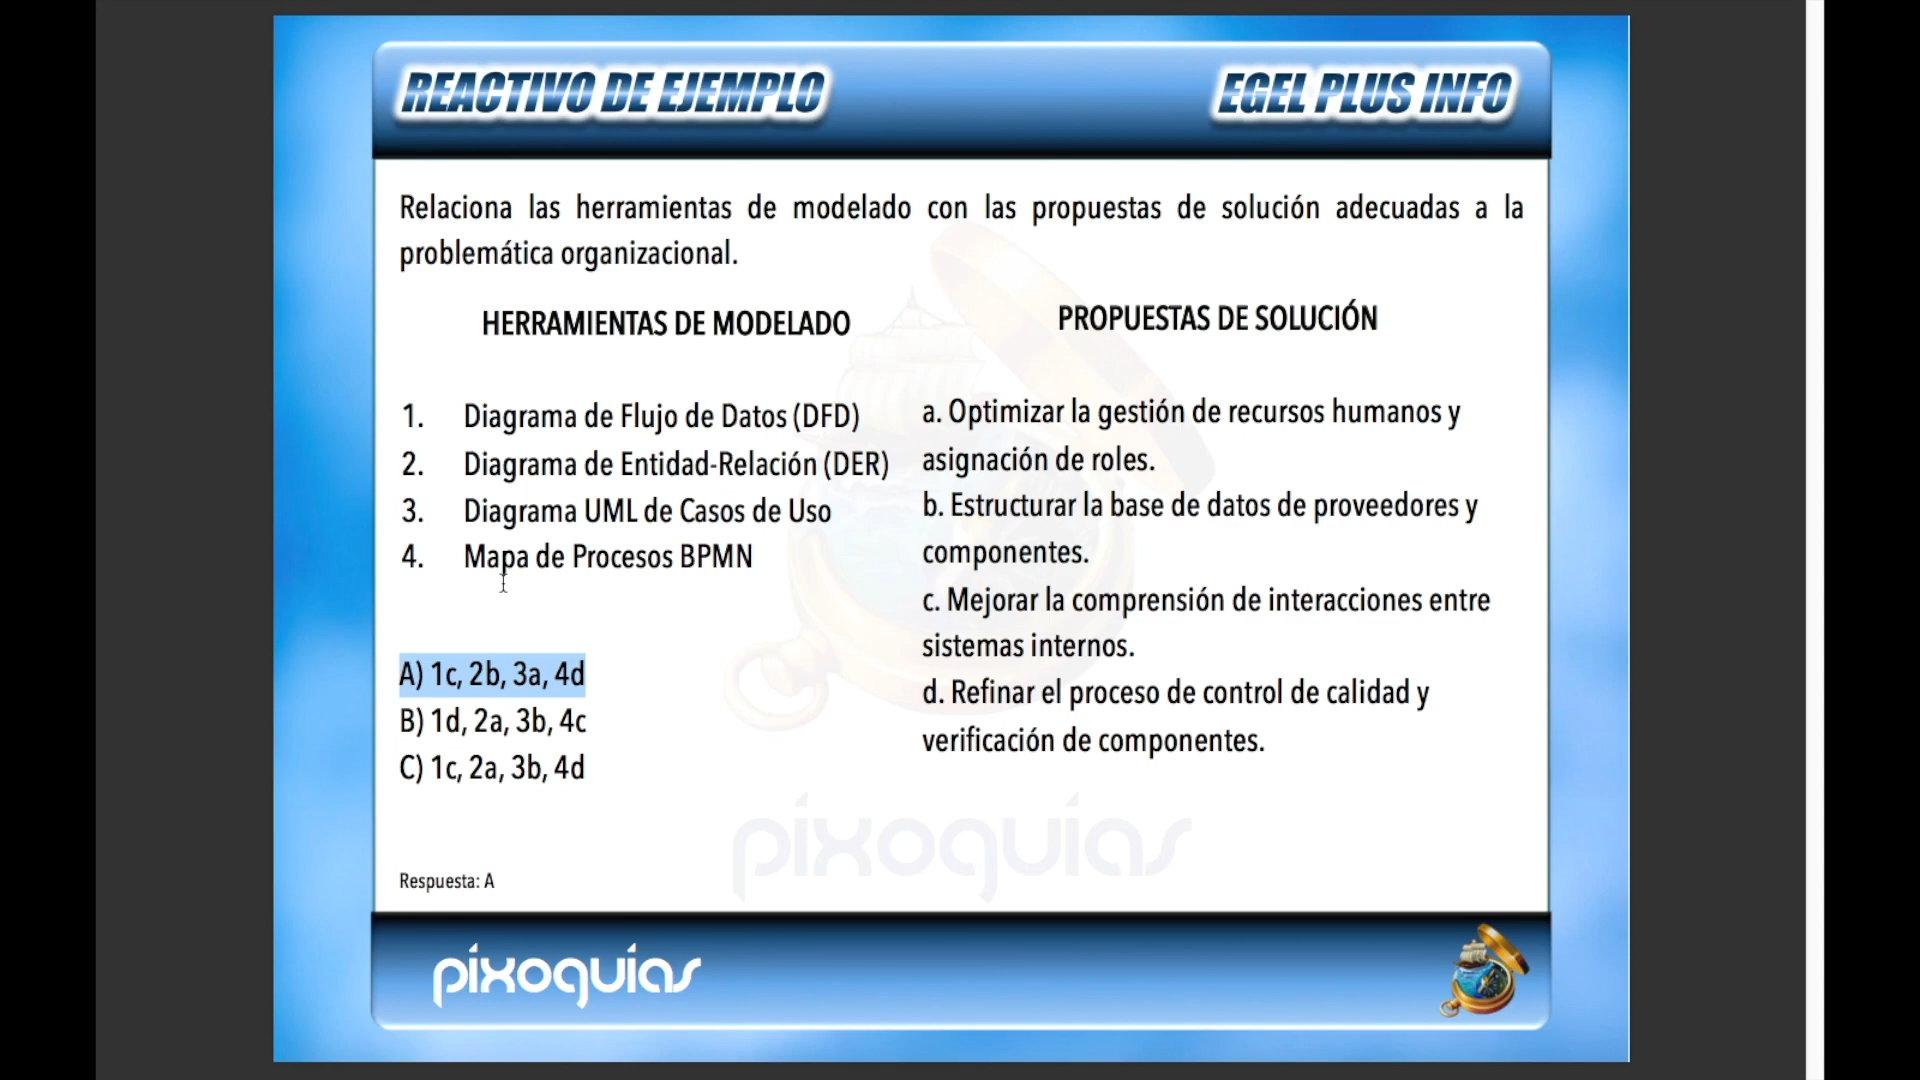 REACTIVO DE EJEMPLO
EGEL PLUS INFO
Relaciona las herramientas de modelado con las propuestas de solución adecuadas a la
problemática organizacional.
HERRAMIENTAS DE MODELADO
1. Diagrama de Flujo de Datos (DFD)
2. Diagrama de Entidad-Relación (DER)
3. Diagrama UML de Casos de Uso
4. Mapa de Procesos BPMN
PROPUESTAS DE SOLUCIÓN
a. Optimizar la gestión de recursos humanos y
asignación de roles.
b. Estructurar la base de datos de proveedores y
componentes.
c. Mejorar la comprensión de interacciones entre
sistemas internos.
d. Refinar el proceso de control de calidad y
verificación de componentes.
A) 1c, 2b, 3a, 4d
B) 1d, 2a, 3b, 4c
C) 1c, 2a, 3b, 4d
pixoguías
Respuesta: A
pixoguías